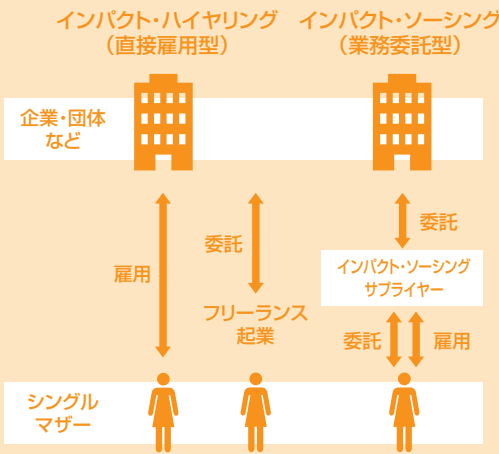 インパクト・ハイヤリング
（直接雇用型）
インパクト・ソーシング
（業務委託型）
企業・団体
など
雇用
委託
フリーランス
起業
委託
インパクト・ソーシング
サプライヤー
委託
雇用
シングル
マザー